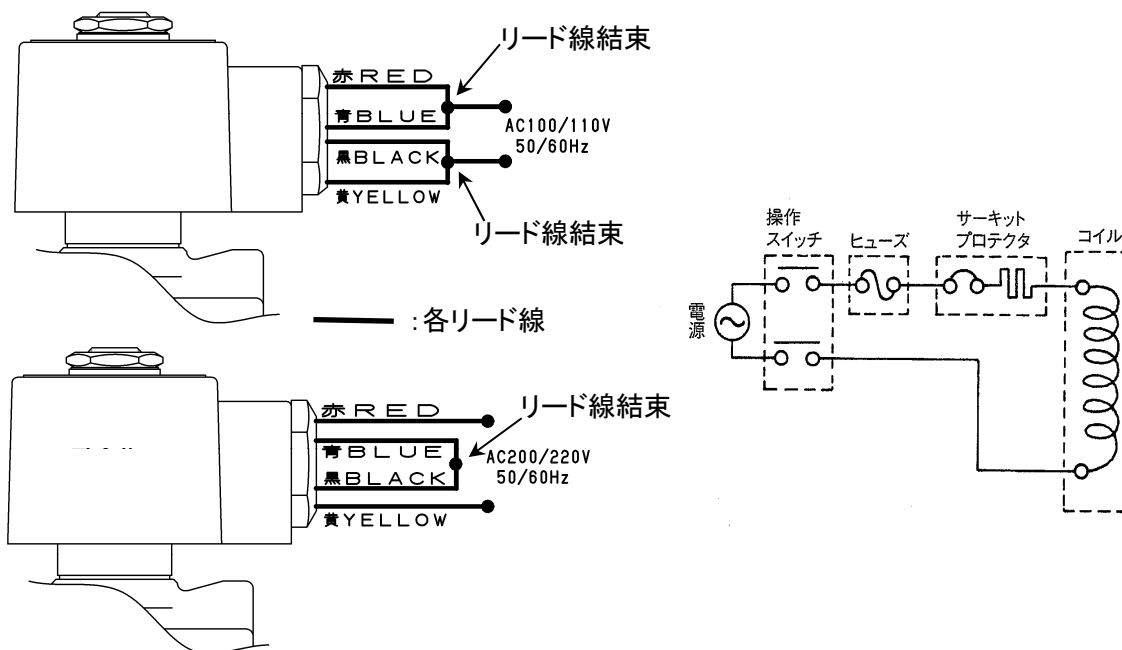 リード線結束
赤RED
青BLUE
AC100/110V
50/60Hz
黒BLACK
黄YELLOW
リード線結束
:各リード線
赤RED
リード線結束
青BLUE
AC200/220V
黒BLACK
50/60Hz
黄YELLOW
操作
スイッチ
ヒューズ
サーキット
プロテクタ
コイル
電源